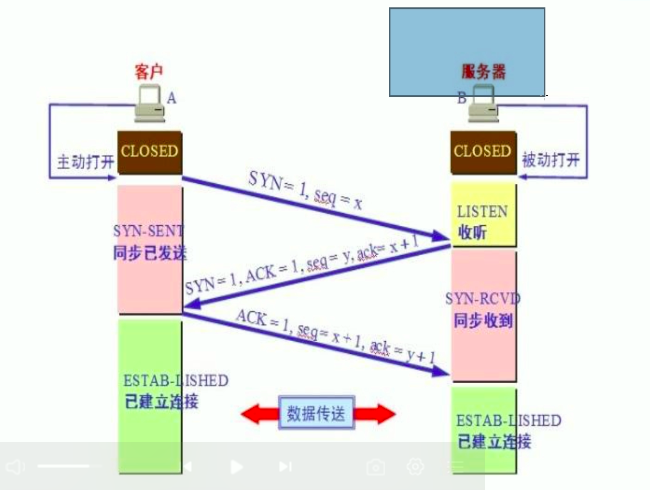 客户
服务器
A
B
CLOSED
CLOSED
主动打开
被动打开
SYN= 1, seq = x
LISTEN
收听
SYN-SENT
同步已发送
SYN= 1, ACK = 1, seq= y, ack= x + 1
SYN-RCVD
同步收到
ACK = 1, seq= x+ 1, ack = y+ 1
ESTAB-LISHED
已建立连接
数据传送
ESTAB-LISHED
已建立连接